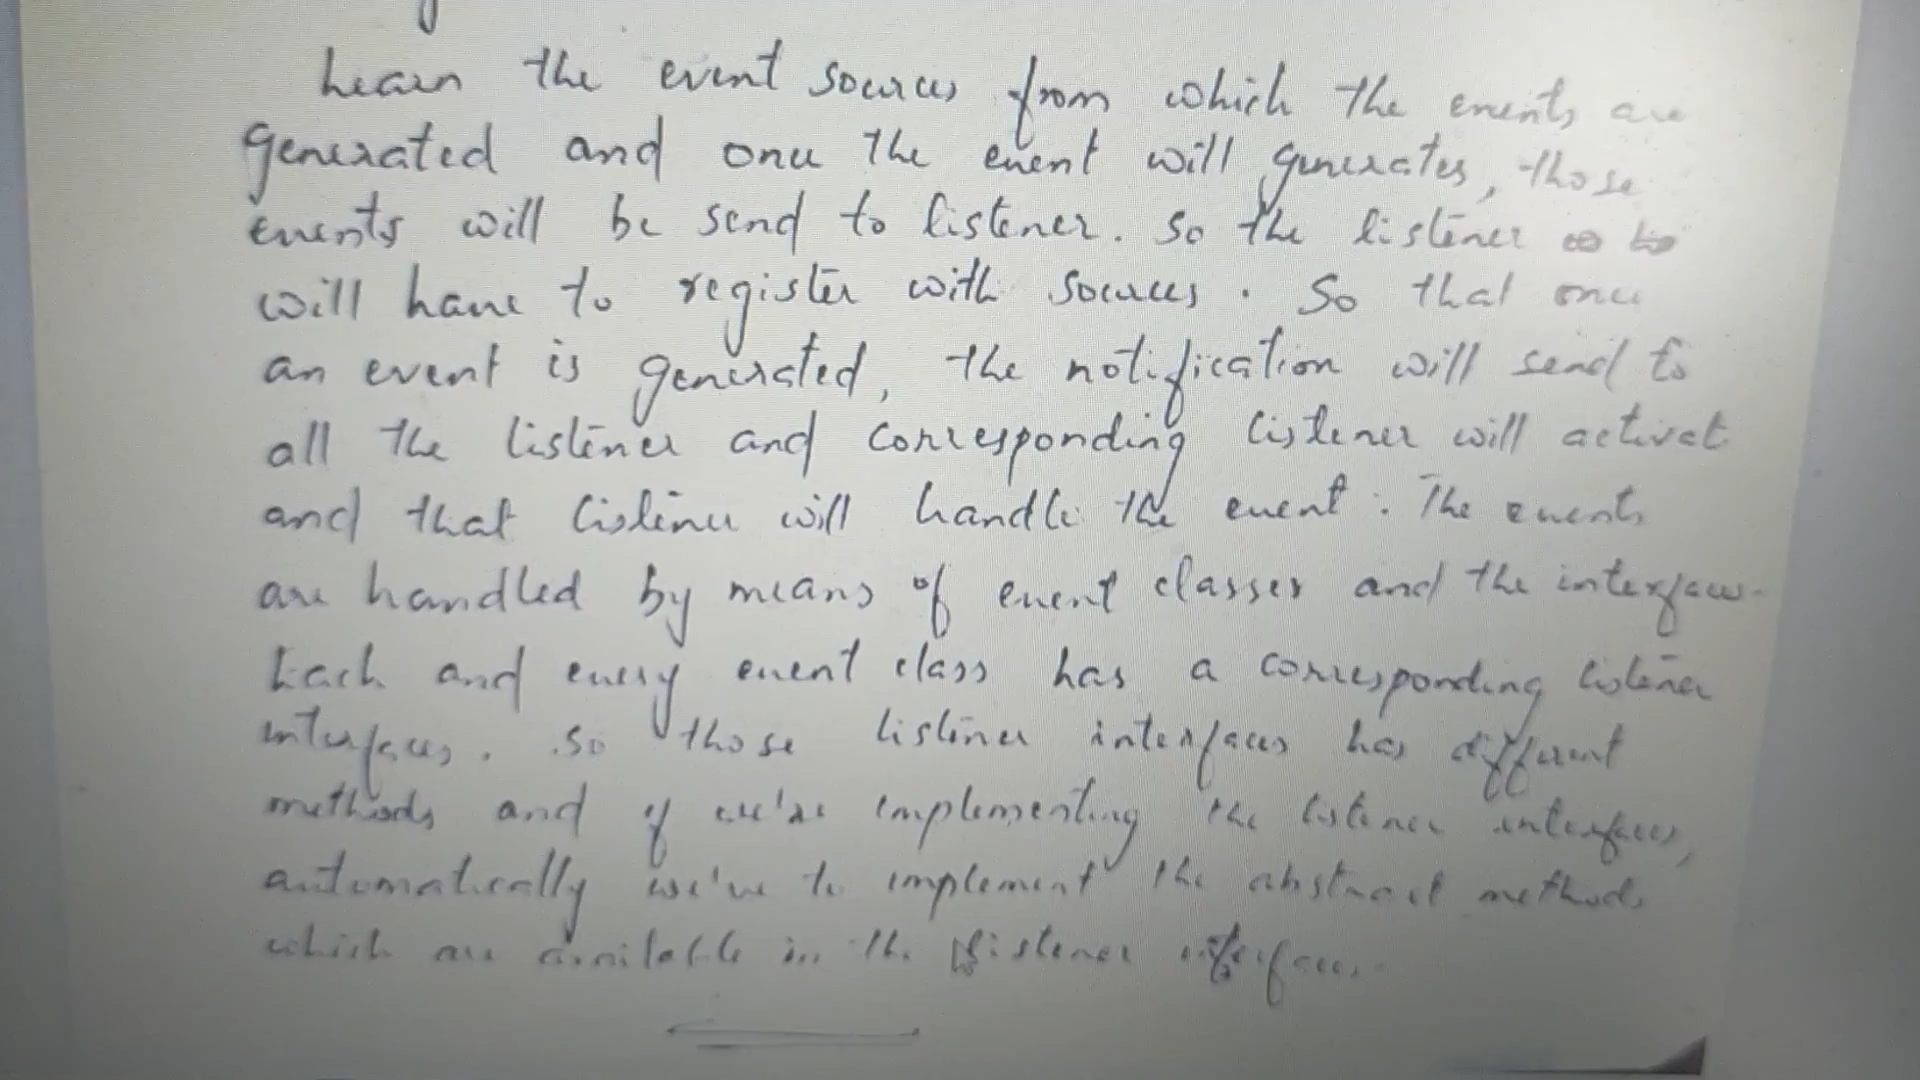 learn the event sources from which the events are
generated and once the event will generates, those
events will be send to listener. So the listener
will have to register with sources. So that once
an event is generated, the notification will send to
all the listener and corresponding listener will activat
and that listener will handle the event. The events
are handled by means of event classes and the interface.
Each and every event class has a corresponding listener
interfaces. So those listener interfaces has different
methods and if we're implementing the listener interfaces,
automatically we've to implement the abstract methods
which are available in the listener interfaces.